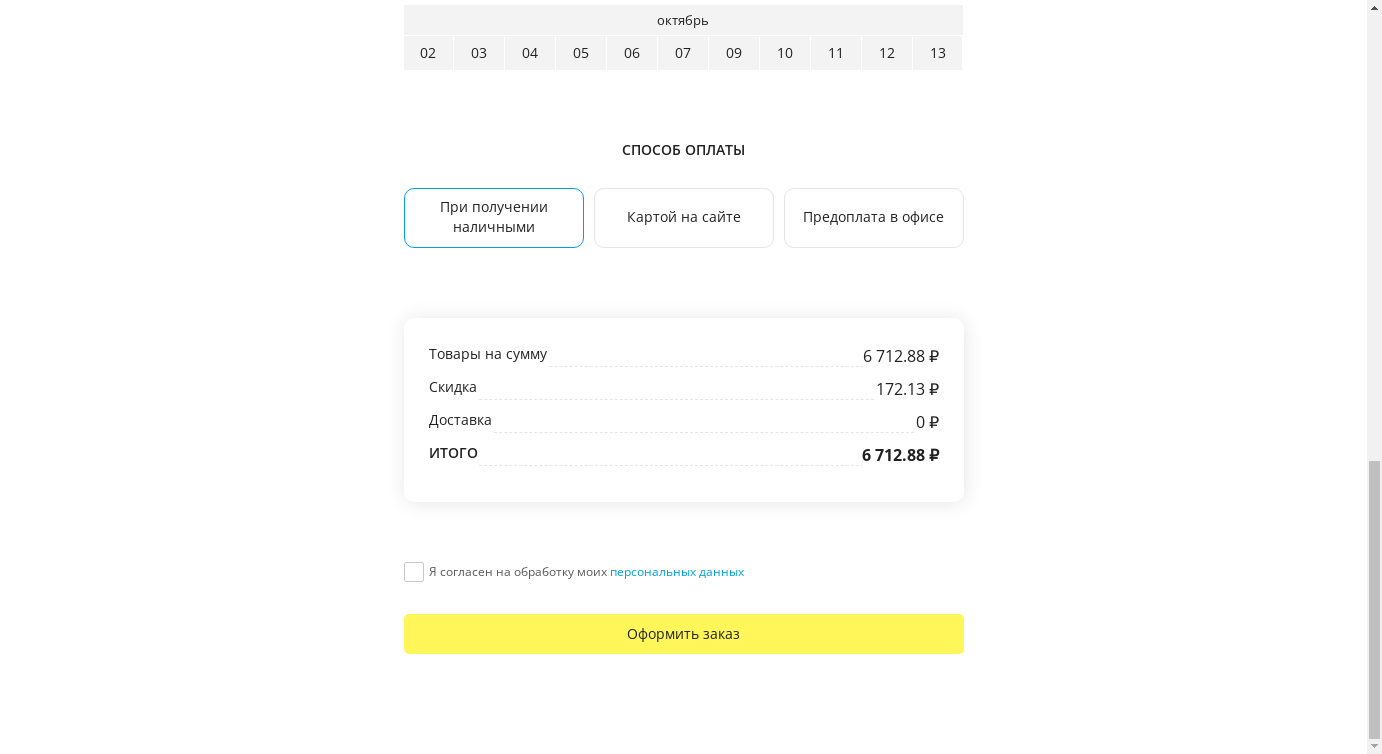 октябрь
02 03 04 05 06 07 09 10 11 12 13
СПОСОБ ОПЛАТЫ
При получении
наличными
Картой на сайте
Предоплата в офисе
Товары на сумму 6 712.88 ₽
Скидка 172.13 ₽
Доставка 0 ₽
ИТОГО 6 712.88 ₽
Я согласен на обработку моих персональных данных
Оформить заказ